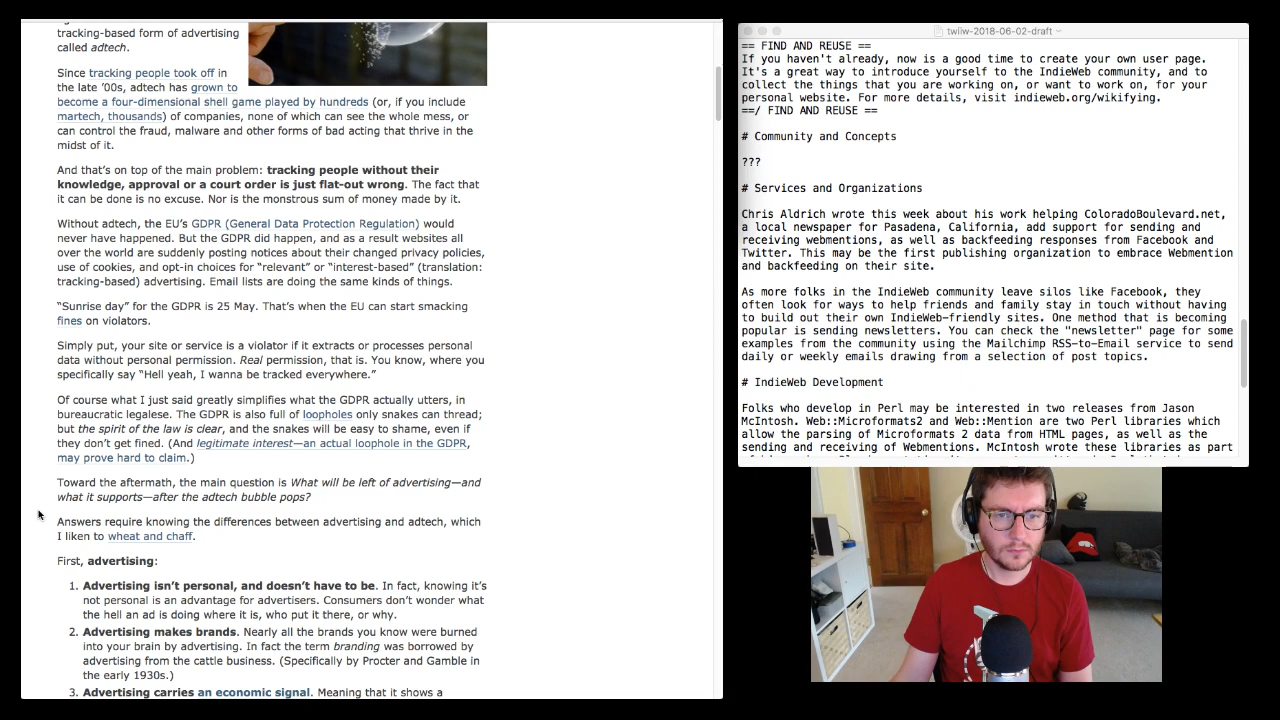 tracking-based form of advertising
called adtech.
Since tracking people took off in
the late ’00s, adtech has grown to
become a four-dimensional shell game played by hundreds (or, if you include
martech, thousands) of companies, none of which can see the whole mess, or
can control the fraud, malware and other forms of bad acting that thrive in the
midst of it.
And that’s on top of the main problem: tracking people without their
knowledge, approval or a court order is just flat-out wrong. The fact that
it can be done is no excuse. Nor is the monstrous sum of money made by it.
Without adtech, the EU’s GDPR (General Data Protection Regulation) would
never have happened. But the GDPR did happen, and as a result websites all
over the world are suddenly posting notices about their changed privacy policies,
use of cookies, and opt-in choices for “relevant” or “interest-based” (translation:
tracking-based) advertising. Email lists are doing the same kinds of things.
“Sunrise day” for the GDPR is 25 May. That’s when the EU can start smacking
fines on violators.
Simply put, your site or service is a violator if it extracts or processes personal
data without personal permission. Real permission, that is. You know, where you
specifically say “Hell yeah, I wanna be tracked everywhere.”
Of course what I just said greatly simplifies what the GDPR actually utters, in
bureaucratic legalese. The GDPR is also full of loopholes only snakes can thread;
but the spirit of the law is clear, and the snakes will be easy to shame, even if
they don’t get fined. (And legitimate interest—an actual loophole in the GDPR,
may prove hard to claim.)
Toward the aftermath, the main question is What will be left of advertising—and
what it supports—after the adtech bubble pops?
Answers require knowing the differences between advertising and adtech, which
I liken to wheat and chaff.
First, advertising:
1. Advertising isn’t personal, and doesn’t have to be. In fact, knowing it’s
not personal is an advantage for advertisers. Consumers don’t wonder what
the hell an ad is doing where it is, who put it there, or why.
2. Advertising makes brands. Nearly all the brands you know were burned
into your brain by advertising. In fact the term branding was borrowed by
advertising from the cattle business. (Specifically by Procter and Gamble in
the early 1930s.)
3. Advertising carries an economic signal. Meaning that it shows a
twiiw-2018-06-02-draft
== FIND AND REUSE ==
If you haven't already, now is a good time to create your own user page.
It's a great way to introduce yourself to the IndieWeb community, and to
collect the things that you are working on, or want to work on, for your
personal website. For more details, visit indieweb.org/wikifying.
==/ FIND AND REUSE ==
# Community and Concepts
???
# Services and Organizations
Chris Aldrich wrote this week about his work helping ColoradoBoulevard.net,
a local newspaper for Pasadena, California, add support for sending and
receiving webmentions, as well as backfeeding responses from Facebook and
Twitter. This may be the first publishing organization to embrace Webmention
and backfeeding on their site.
As more folks in the IndieWeb community leave silos like Facebook, they
often look for ways to help friends and family stay in touch without having
to build out their own IndieWeb-friendly sites. One method that is becoming
popular is sending newsletters. You can check the "newsletter" page for some
examples from the community using the Mailchimp RSS-to-Email service to send
daily or weekly emails drawing from a selection of post topics.
# IndieWeb Development
Folks who develop in Perl may be interested in two releases from Jason
McIntosh. Web::Microformats2 and Web::Mention are two Perl libraries which
allow the parsing of Microformats 2 data from HTML pages, as well as the
sending and receiving of Webmentions. McIntosh wrote these libraries as part